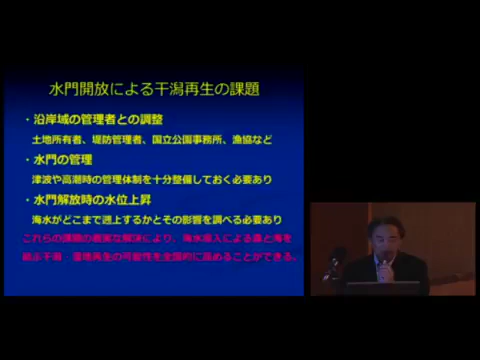 水門開放による干潟再生の課題
・沿岸域の管理者との調整
土地所有者、堤防管理者、国立公園事務所、漁協など
・水門の管理
津波や高潮時の管理体制を十分整備しておく必要あり
・水門解放時の水位上昇
海水がどこまで遡上するかとその影響を調べる必要あり
これらの課題の着実な解決により、海水導入による農と海を
結ぶ干潟・藻場再生の可能性を全国的に高めることができる。